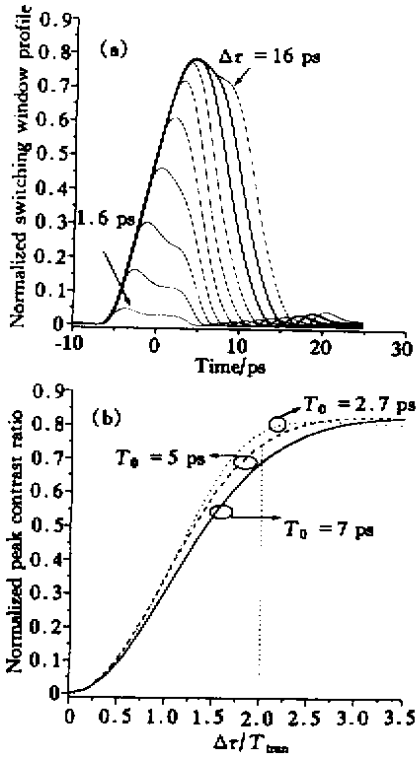 Normalized switching window profile
0.9
0.8
0.7
0.6
0.5
0.4
0.3
0.2
0.1
0
(a)
Δτ = 16 ps
1.6 ps
-10 0 10 20 30
Time/ps
Normalized peak contrast ratio
0.9
0.8
0.7
0.6
0.5
0.4
0.3
0.2
0.1
0
(b)
T₀ = 2.7 ps
T₀ = 5 ps
T₀ = 7 ps
0 0.5 1.0 1.5 2.0 2.5 3.0 3.5
Δτ/T_tran